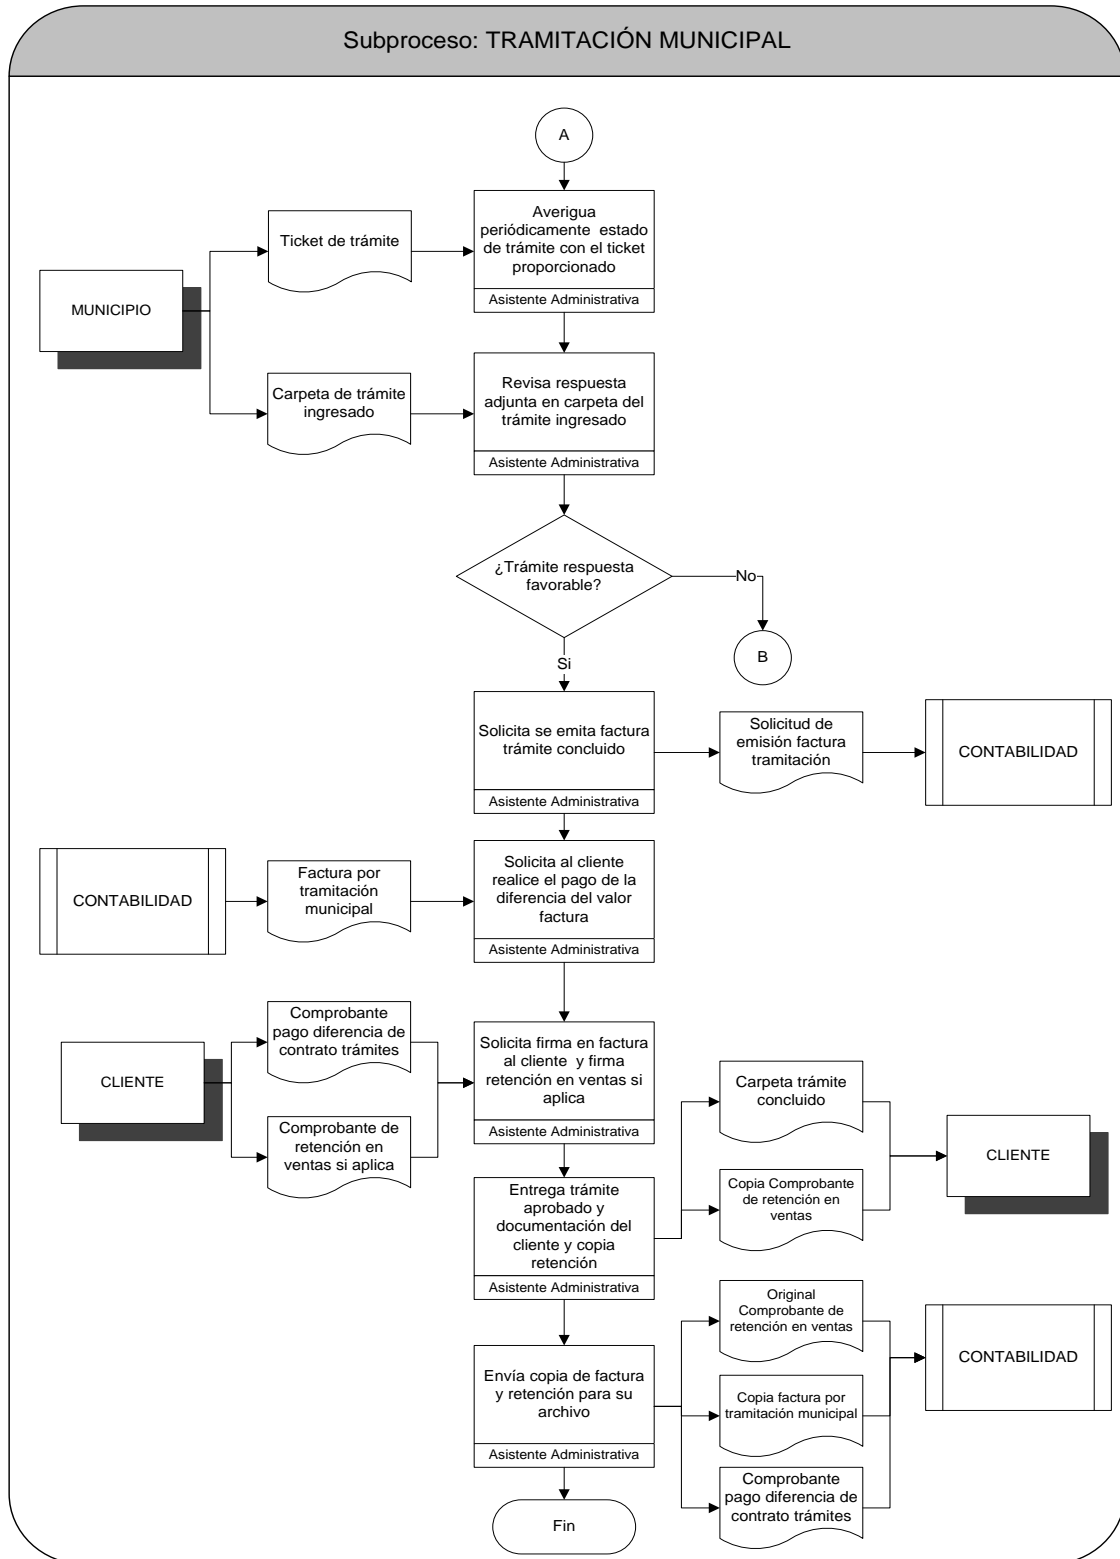 Subproceso: TRAMITACIÓN MUNICIPAL
A
Averigua
periódicamente estado
de trámite con el ticket
proporcionado
Asistente Administrativa
Ticket de trámite
MUNICIPIO
Carpeta de trámite
ingresado
Revisa respuesta
adjunta en carpeta del
trámite ingresado
Asistente Administrativa
¿Trámite respuesta
favorable?
No
B
Si
Solicita se emita factura
trámite concluido
Asistente Administrativa
Solicitud de
emisión factura
tramitación
CONTABILIDAD
CONTABILIDAD
Factura por
tramitación
municipal
Solicita al cliente
realice el pago de la
diferencia del valor
factura
Asistente Administrativa
Comprobante
pago diferencia de
contrato trámites
CLIENTE
Comprobante de
retención en
ventas si aplica
Solicita firma en factura
al cliente y firma
retención en ventas si
aplica
Asistente Administrativa
Carpeta trámite
concluido
CLIENTE
Copia Comprobante
de retención en
ventas
Entrega trámite
aprobado y
documentación del
cliente y copia
retención
Asistente Administrativa
Original
Comprobante de
retención en ventas
CONTABILIDAD
Envía copia de factura
y retención para su
archivo
Asistente Administrativa
Copia factura por
tramitación municipal
Comprobante
pago diferencia de
contrato trámites
Fin